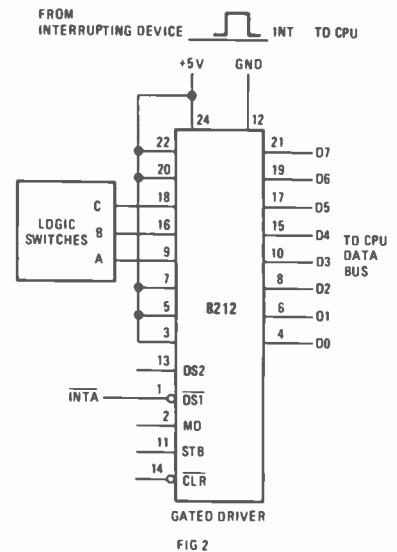 FROM
INTERRUPTING DEVICE INT TO CPU
+5V GND
24 12
22 21 D7
20 19 D6
C 18 17 D5
LOGIC SWITCHES B 16 15 D4
A 9 10 D3
TO CPU DATA BUS
7 8 D2
8212
5 6 D1
3 4 D0
13 DS2
INTA 1 DS1
2 MD
11 STB
14 CLR
GATED DRIVER
FIG 2